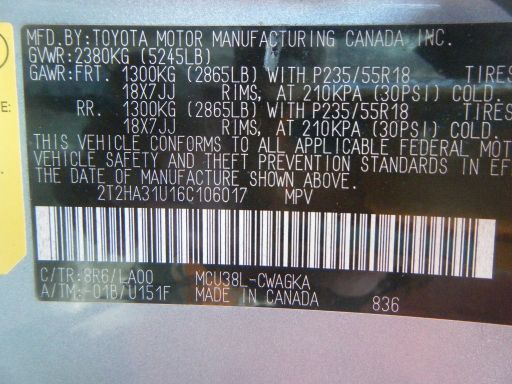 MFD. BY: TOYOTA MOTOR MANUFACTURING CANADA, INC.
GVWR: 2380KG (5245LB)
GAWR: FRT. 1300KG (2865LB) WITH P235/55R18 TIRES
18X7JJ RIMS, AT 210KPA (30PSI) COLD.
RR. 1300KG (2865LB) WITH P235/55R18 TIRES
18X7JJ RIMS, AT 210KPA (30PSI) COLD.
THIS VEHICLE CONFORMS TO ALL APPLICABLE FEDERAL MOT
VEHICLE SAFETY AND THEFT PREVENTION STANDARDS IN EF
THE DATE OF MANUFACTURE SHOWN ABOVE.
2T2HA31U16C106017 MPV
C/TR: 8R6/LA00 MCU38L-CWAGKA
A/TM: -01B/U151F MADE IN CANADA 836
TE: